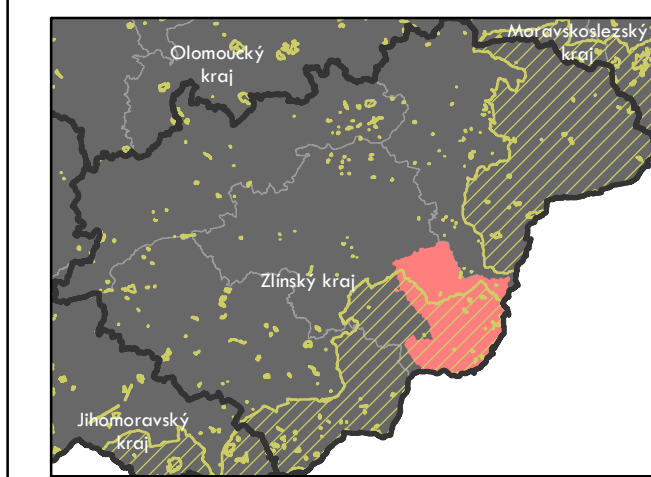 Moravskoslezský
kraj
Olomoucký
kraj
Zlínský kraj
Jihomoravský
kraj